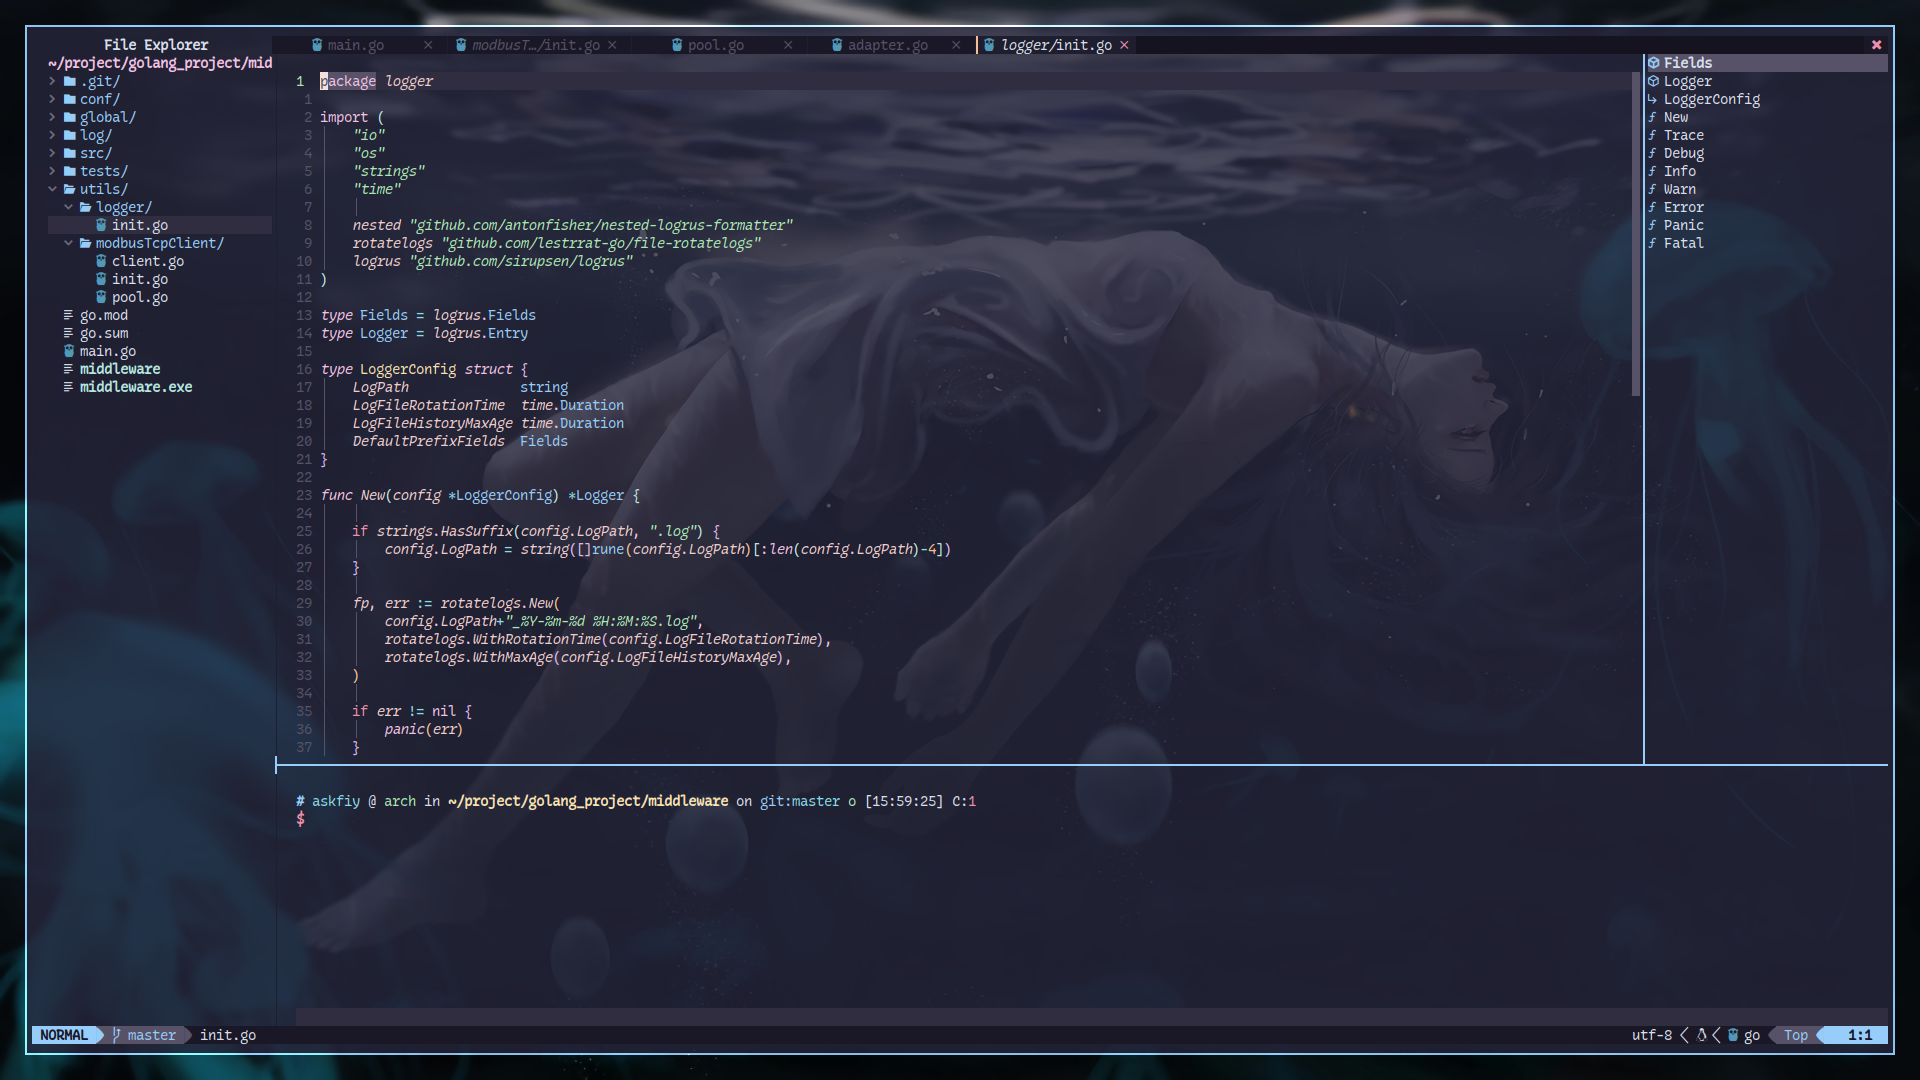 File Explorer
~/project/golang_project/mid
.git/
conf/
global/
log/
src/
tests/
utils/
logger/
init.go
modbusTcpClient/
client.go
init.go
pool.go
go.mod
go.sum
main.go
middleware
middleware.exe
main.go × modbusT…/init.go × pool.go × adapter.go × logger/init.go ×
1 package logger
1
2 import (
3 "io"
4 "os"
5 "strings"
6 "time"
7
8 nested "github.com/antonfisher/nested-logrus-formatter"
9 rotatelogs "github.com/lestrrat-go/file-rotatelogs"
10 logrus "github.com/sirupsen/logrus"
11 )
12
13 type Fields = logrus.Fields
14 type Logger = logrus.Entry
15
16 type LoggerConfig struct {
17 LogPath string
18 LogFileRotationTime time.Duration
19 LogFileHistoryMaxAge time.Duration
20 DefaultPrefixFields Fields
21 }
22
23 func New(config *LoggerConfig) *Logger {
24
25 if strings.HasSuffix(config.LogPath, ".log") {
26 config.LogPath = string([]rune(config.LogPath)[:len(config.LogPath)-4])
27 }
28
29 fp, err := rotatelogs.New(
30 config.LogPath+"_%Y-%m-%d %H:%M:%S.log",
31 rotatelogs.WithRotationTime(config.LogFileRotationTime),
32 rotatelogs.WithMaxAge(config.LogFileHistoryMaxAge),
33 )
34
35 if err != nil {
36 panic(err)
37 }
Fields
Logger
LoggerConfig
New
Trace
Debug
Info
Warn
Error
Panic
Fatal
# askfiy @ arch in ~/project/golang_project/middleware on git:master o [15:59:25] C:1
$
NORMAL master init.go utf-8 go Top 1:1